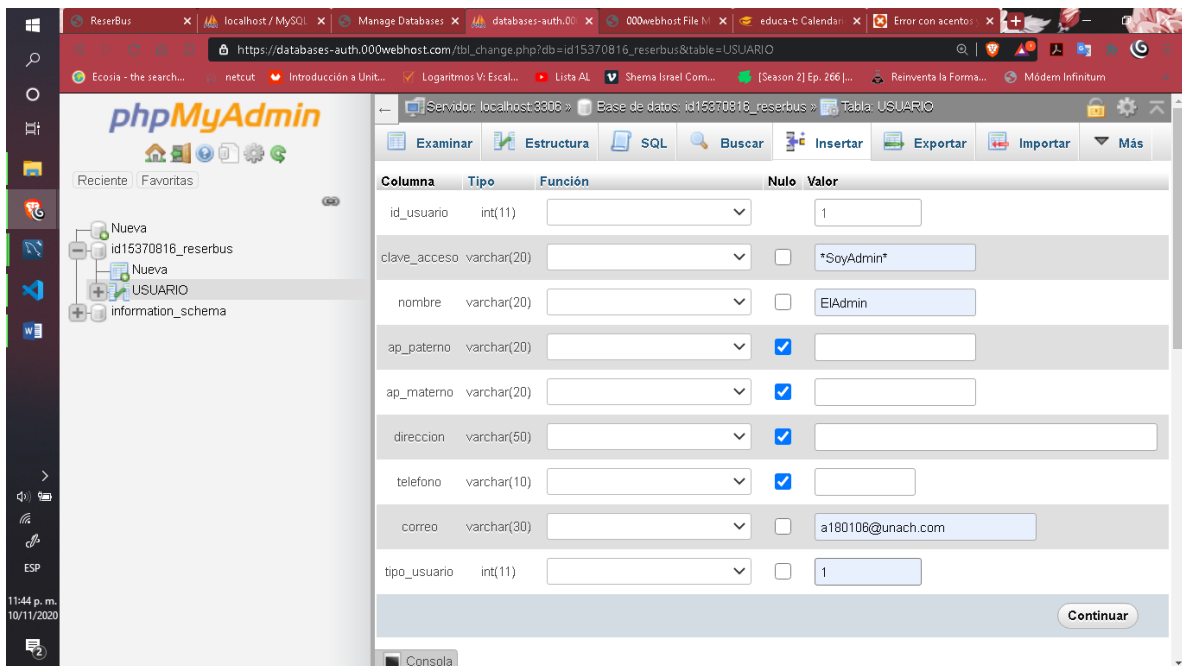 ReserBus
localhost / MySQL
Manage Databases
databases-auth.00
000webhost File M
educa-t: Calendari
Error con acentos y
https://databases-auth.000webhost.com/tbl_change.php?db=id15370816_reserbus&table=USUARIO
Ecosia - the search...
netcut
Introducción a Unit...
Logaritmos V: Escal...
Lista AL
Shema Israel Com...
[Season 2] Ep. 266 |...
Reinventa la Forma...
Módem Infinitum
phpMyAdmin
Reciente
Favoritas
Nueva
id15370816_reserbus
Nueva
USUARIO
information_schema
Servidor: localhost:3306 » Base de datos: id15370816_reserbus » Tabla: USUARIO
Examinar
Estructura
SQL
Buscar
Insertar
Exportar
Importar
Más
Columna Tipo Función Nulo Valor
id_usuario int(11) 1
clave_acceso varchar(20) *SoyAdmin*
nombre varchar(20) ElAdmin
ap_paterno varchar(20)
ap_materno varchar(20)
direccion varchar(50)
telefono varchar(10)
correo varchar(30) a180106@unach.com
tipo_usuario int(11) 1
Continuar
Consola
ESP
11:44 p. m.
10/11/2020
2